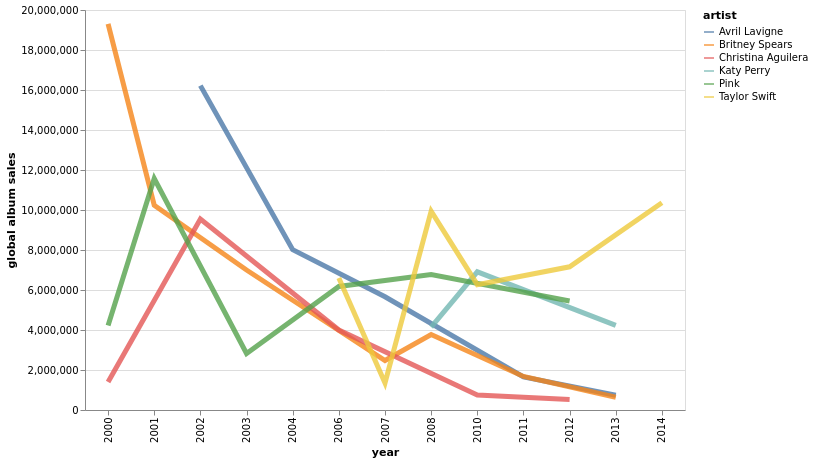 20,000,000
18,000,000
16,000,000
14,000,000
12,000,000
10,000,000
8,000,000
6,000,000
4,000,000
2,000,000
0
global album sales
2000
2001
2002
2003
2004
2006
2007
2008
2010
2011
2012
2013
2014
year
artist
Avril Lavigne
Britney Spears
Christina Aguilera
Katy Perry
Pink
Taylor Swift